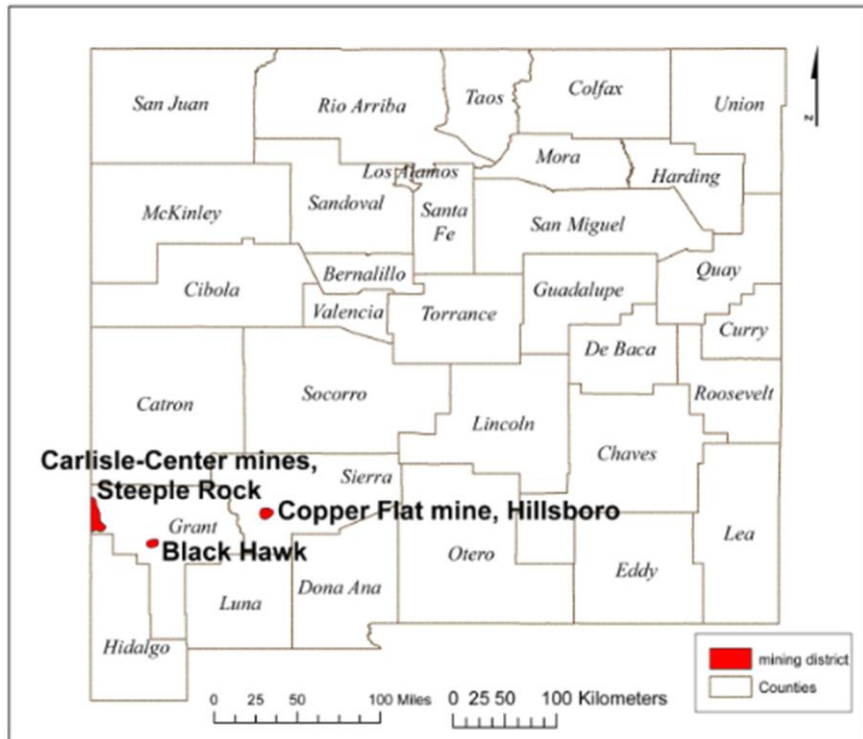 San Juan
Rio Arriba
Taos
Colfax
Union
N
Mora
Los Alamos
Harding
McKinley
Sandoval
Santa
Fe
San Miguel
Bernalillo
Quay
Cibola
Guadalupe
Valencia
Torrance
Curry
De Baca
Catron
Socorro
Roosevelt
Lincoln
Chaves
Carlisle-Center mines,
Steeple Rock
Sierra
Copper Flat mine, Hillsboro
Grant
Black Hawk
Otero
Lea
Eddy
Dona Ana
Luna
Hidalgo
mining district
Counties
0 25 50 100 Miles
0 25 50 100 Kilometers